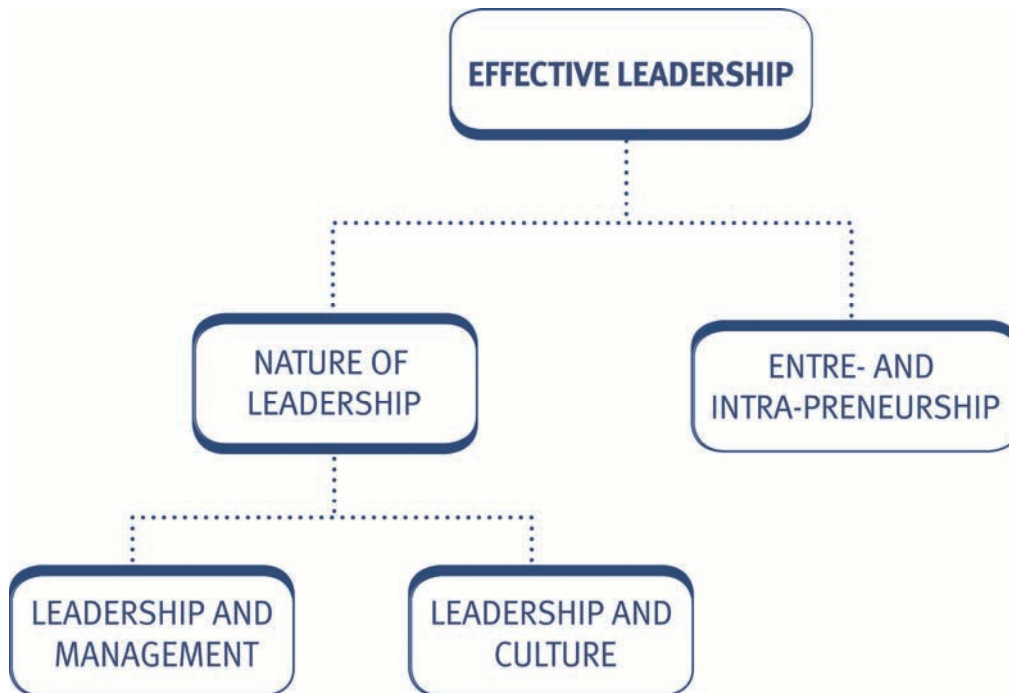 EFFECTIVE LEADERSHIP
NATURE OF
LEADERSHIP
ENTRE- AND
INTRA-PRENEURSHIP
LEADERSHIP AND
MANAGEMENT
LEADERSHIP AND
CULTURE